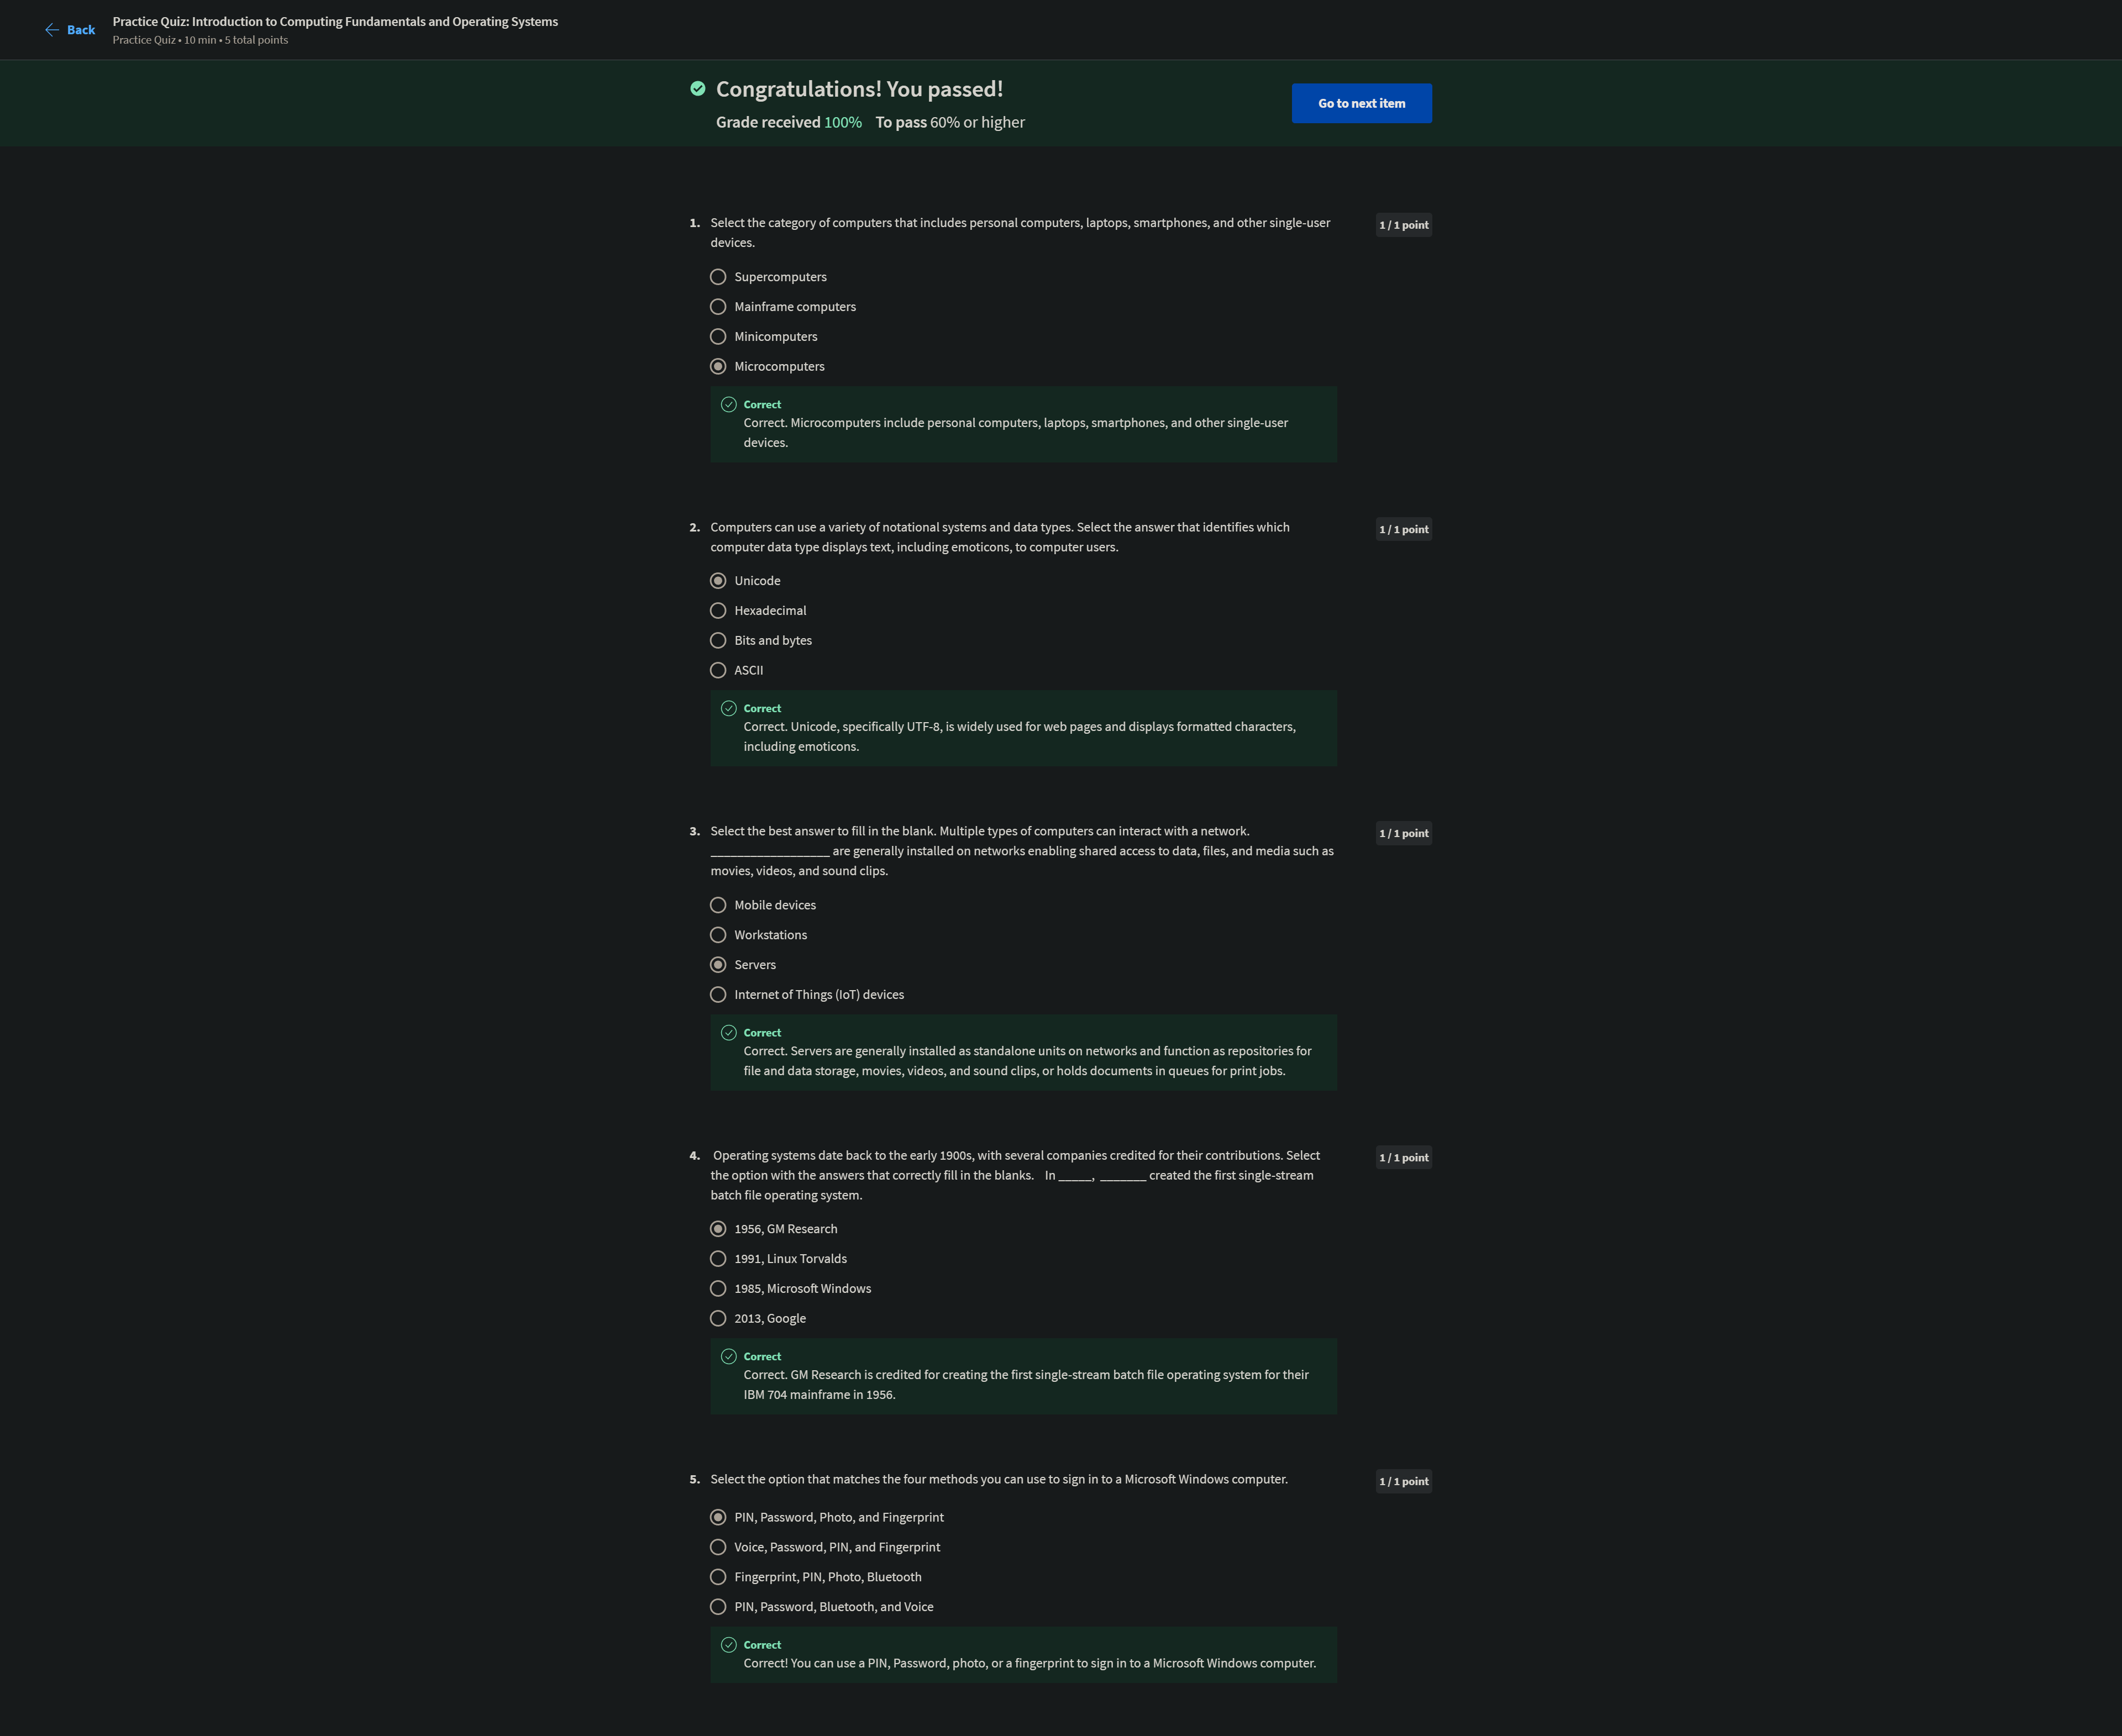 Back
Practice Quiz: Introduction to Computing Fundamentals and Operating Systems
Practice Quiz • 10 min • 5 total points
Congratulations! You passed!
Grade received 100% To pass 60% or higher
Go to next item
1. Select the category of computers that includes personal computers, laptops, smartphones, and other single-user
devices.
1 / 1 point
Supercomputers
Mainframe computers
Minicomputers
Microcomputers
Correct
Correct. Microcomputers include personal computers, laptops, smartphones, and other single-user
devices.
2. Computers can use a variety of notational systems and data types. Select the answer that identifies which
computer data type displays text, including emoticons, to computer users.
1 / 1 point
Unicode
Hexadecimal
Bits and bytes
ASCII
Correct
Correct. Unicode, specifically UTF-8, is widely used for web pages and displays formatted characters,
including emoticons.
3. Select the best answer to fill in the blank. Multiple types of computers can interact with a network.
__________________ are generally installed on networks enabling shared access to data, files, and media such as
movies, videos, and sound clips.
1 / 1 point
Mobile devices
Workstations
Servers
Internet of Things (IoT) devices
Correct
Correct. Servers are generally installed as standalone units on networks and function as repositories for
file and data storage, movies, videos, and sound clips, or holds documents in queues for print jobs.
4. Operating systems date back to the early 1900s, with several companies credited for their contributions. Select
the option with the answers that correctly fill in the blanks. In _____, _______ created the first single-stream
batch file operating system.
1 / 1 point
1956, GM Research
1991, Linux Torvalds
1985, Microsoft Windows
2013, Google
Correct
Correct. GM Research is credited for creating the first single-stream batch file operating system for their
IBM 704 mainframe in 1956.
5. Select the option that matches the four methods you can use to sign in to a Microsoft Windows computer.
1 / 1 point
PIN, Password, Photo, and Fingerprint
Voice, Password, PIN, and Fingerprint
Fingerprint, PIN, Photo, Bluetooth
PIN, Password, Bluetooth, and Voice
Correct
Correct! You can use a PIN, Password, photo, or a fingerprint to sign in to a Microsoft Windows computer.